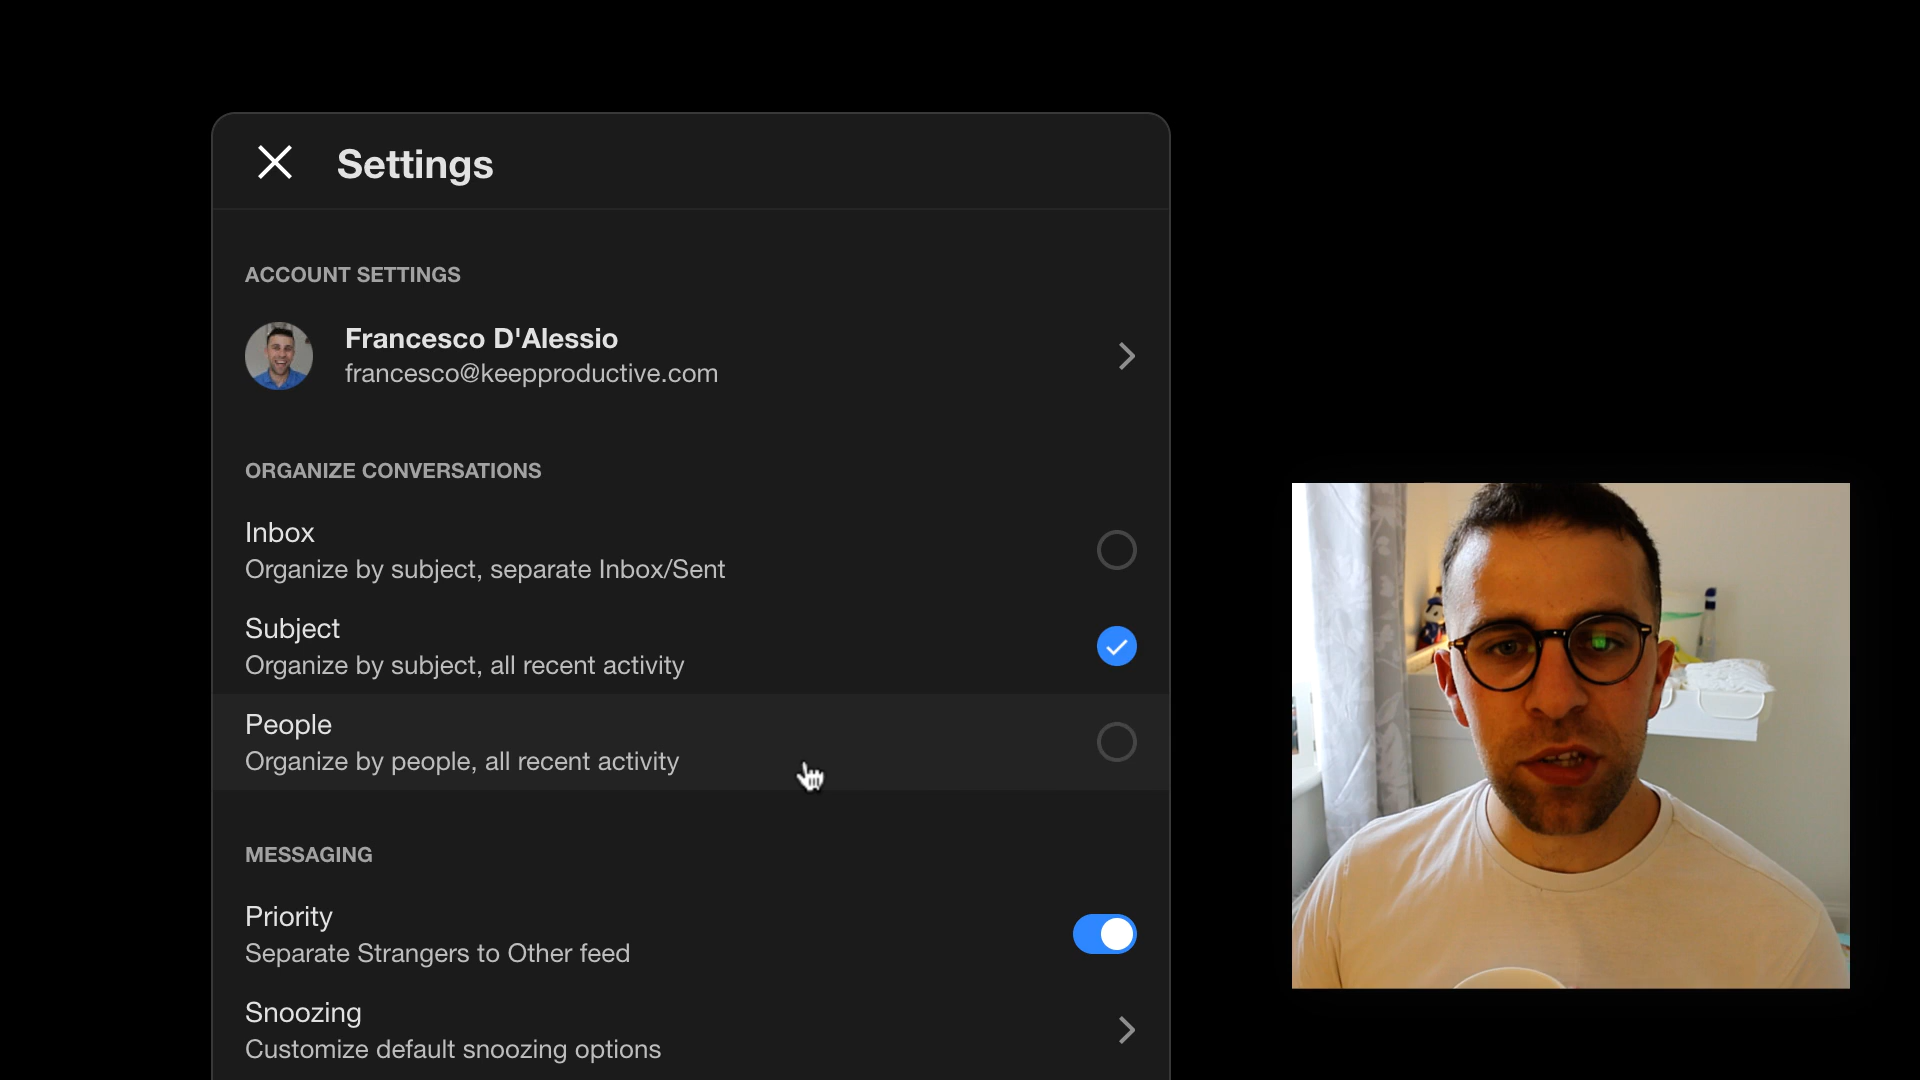 Settings
ACCOUNT SETTINGS
Francesco D'Alessio
francesco@keepproductive.com
ORGANIZE CONVERSATIONS
Inbox
Organize by subject, separate Inbox/Sent
Subject
Organize by subject, all recent activity
People
Organize by people, all recent activity
MESSAGING
Priority
Separate Strangers to Other feed
Snoozing
Customize default snoozing options